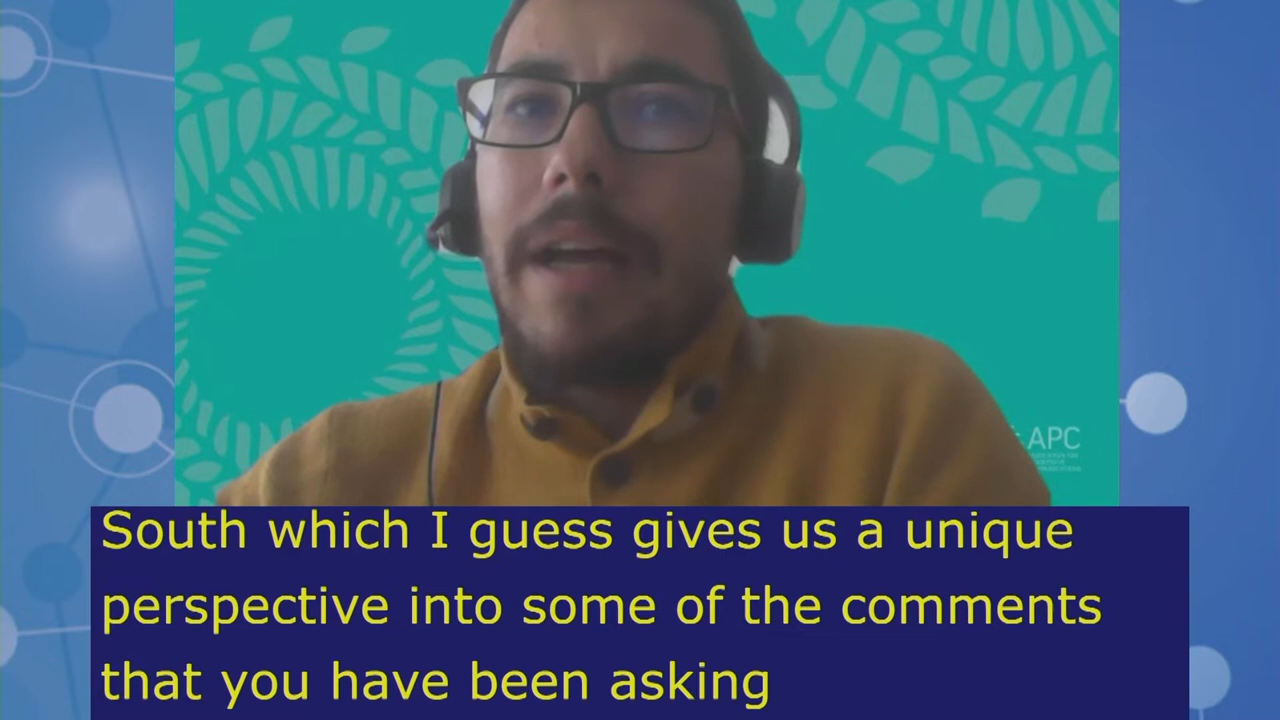 APC
South which I guess gives us a unique
perspective into some of the comments
that you have been asking